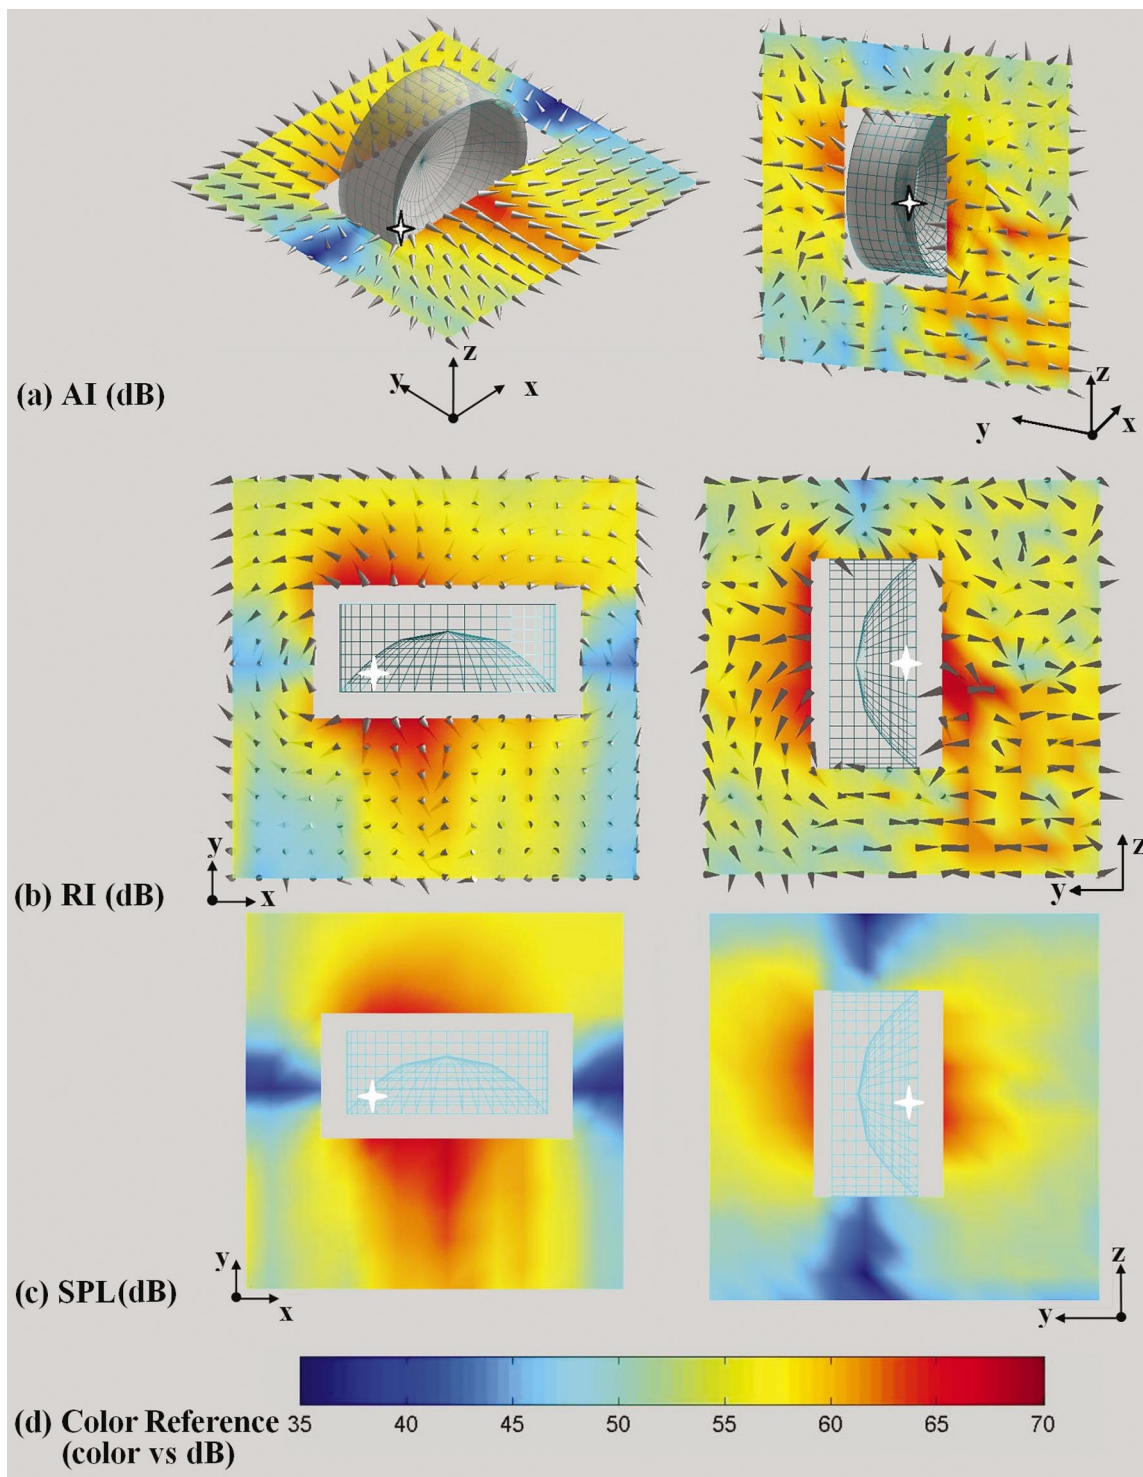 z
y
x
(a) AI (dB)
z
y
x
y
x
(b) RI (dB)
z
y
y
x
(c) SPL(dB)
z
y
(d) Color Reference
(color vs dB)
35 40 45 50 55 60 65 70